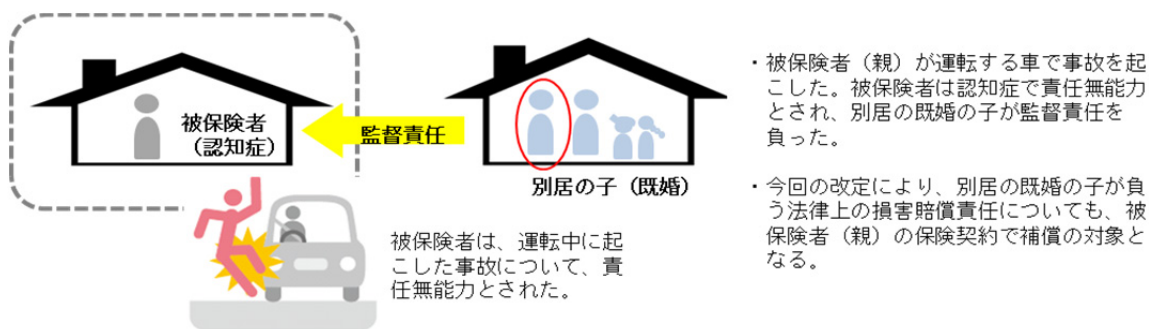 被保険者
（認知症）
監督責任
別居の子（既婚）
被保険者は、運転中に起
こした事故について、責
任無能力とされた。
・被保険者（親）が運転する車で事故を起
こした。被保険者は認知症で責任無能力
とされ、別居の既婚の子が監督責任を
負った。
・今回の改定により、別居の既婚の子が負
う法律上の損害賠償責任についても、被
保険者（親）の保険契約で補償の対象と
なる。